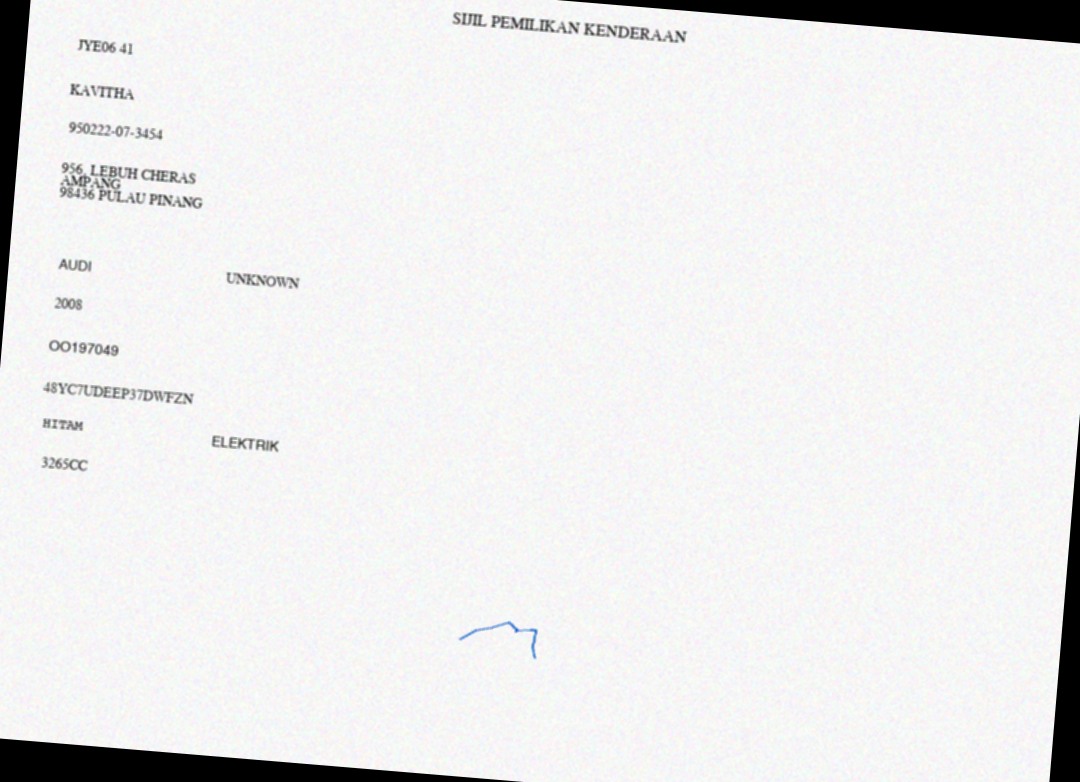 SIJIL PEMILIKAN KENDERAAN
JYE06 41
KAVITHA
950222-07-3454
956, LEBUH CHERAS
AMPANG
98436 PULAU PINANG
AUDI UNKNOWN
2008
OO197049
48YC7UDEEP37DWFZN
HITAM ELEKTRIK
3265CC